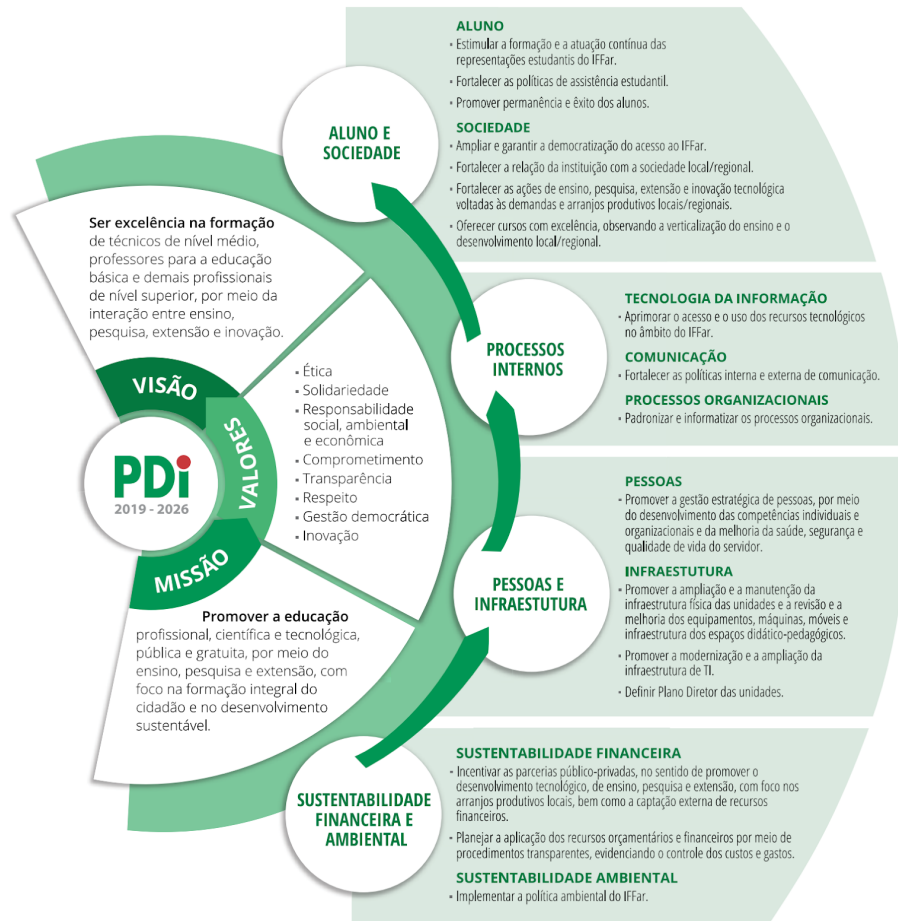 ALUNO
• Estimular a formação e a atuação contínua das
representações estudantis do IFFar.
• Fortalecer as políticas de assistência estudantil.
• Promover permanência e êxito dos alunos.
SOCIEDADE
• Ampliar e garantir a democratização do acesso ao IFFar.
• Fortalecer a relação da instituição com a sociedade local/regional.
• Fortalecer as ações de ensino, pesquisa, extensão e inovação tecnológica
voltadas às demandas e arranjos produtivos locais/regionais.
• Oferecer cursos com excelência, observando a verticalização do ensino e o
desenvolvimento local/regional.
ALUNO E
SOCIEDADE
Ser excelência na formação
de técnicos de nível médio,
professores para a educação
básica e demais profissionais
de nível superior, por meio da
interação entre ensino,
pesquisa, extensão e inovação.
VISÃO
PROCESSOS
INTERNOS
TECNOLOGIA DA INFORMAÇÃO
• Aprimorar o acesso e o uso dos recursos tecnológicos
no âmbito do IFFar.
COMUNICAÇÃO
• Fortalecer as políticas interna e externa de comunicação.
PROCESSOS ORGANIZACIONAIS
• Padronizar e informatizar os processos organizacionais.
▪ Ética
▪ Solidariedade
▪ Responsabilidade
social, ambiental
e econômica
▪ Comprometimento
▪ Transparência
▪ Respeito
▪ Gestão democrática
▪ Inovação
VALORES
PDi
2019 - 2026
MISSÃO
Promover a educação
profissional, científica e tecnológica,
pública e gratuita, por meio do
ensino, pesquisa e extensão, com
foco na formação integral do
cidadão e no desenvolvimento
sustentável.
PESSOAS E
INFRAESTUTURA
PESSOAS
• Promover a gestão estratégica de pessoas, por meio
do desenvolvimento das competências individuais e
organizacionais e da melhoria da saúde, segurança e
qualidade de vida do servidor.
INFRAESTUTURA
• Promover a ampliação e a manutenção da
infraestrutura física das unidades e a revisão e a
melhoria dos equipamentos, máquinas, móveis e
infraestrutura dos espaços didático-pedagógicos.
• Promover a modernização e a ampliação da
infraestrutura de TI.
• Definir Plano Diretor das unidades.
SUSTENTABILIDADE
FINANCEIRA E
AMBIENTAL
SUSTENTABILIDADE FINANCEIRA
• Incentivar as parcerias público-privadas, no sentido de promover o
desenvolvimento tecnológico, de ensino, pesquisa e extensão, com foco nos
arranjos produtivos locais, bem como a captação externa de recursos
financeiros.
• Planejar a aplicação dos recursos orçamentários e financeiros por meio de
procedimentos transparentes, evidenciando o controle dos custos e gastos.
SUSTENTABILIDADE AMBIENTAL
• Implementar a política ambiental do IFFar.